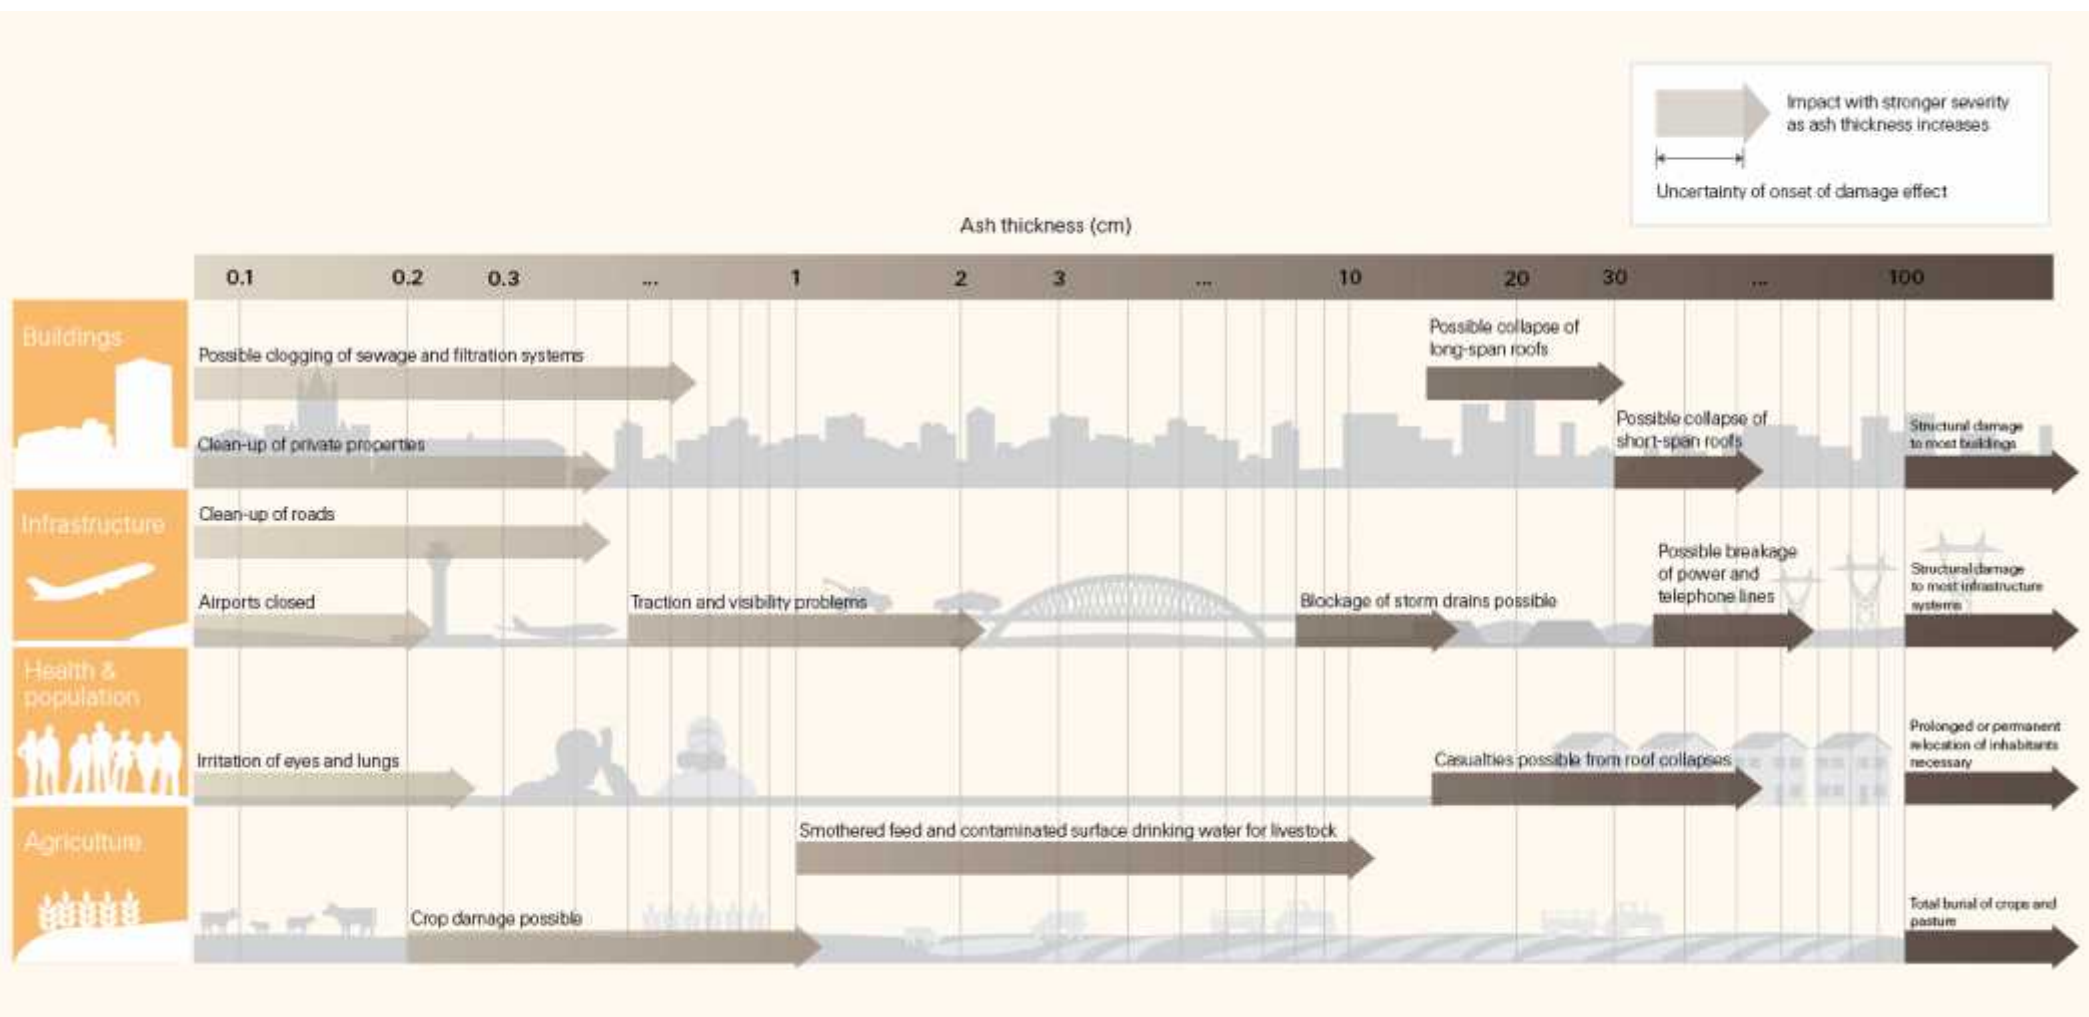 Impact with stronger severity
as ash thickness increases
Uncertainty of onset of damage effect
Ash thickness (cm)
0.1 0.2 0.3 ... 1 2 3 ... 10 20 30 ... 100
Buildings
Possible clogging of sewage and filtration systems
Possible collapse of
long-span roofs
Clean-up of private properties
Possible collapse of
short-span roofs
Structural damage
to most buildings
Infrastructure
Clean-up of roads
Airports closed
Traction and visibility problems
Blockage of storm drains possible
Possible breakage
of power and
telephone lines
Structural damage
to most infrastructure
systems
Health &
population
Irritation of eyes and lungs
Casualties possible from roof collapses
Prolonged or permanent
relocation of inhabitants
necessary
Agriculture
Smothered feed and contaminated surface drinking water for livestock
Crop damage possible
Total burial of crops and
pasture